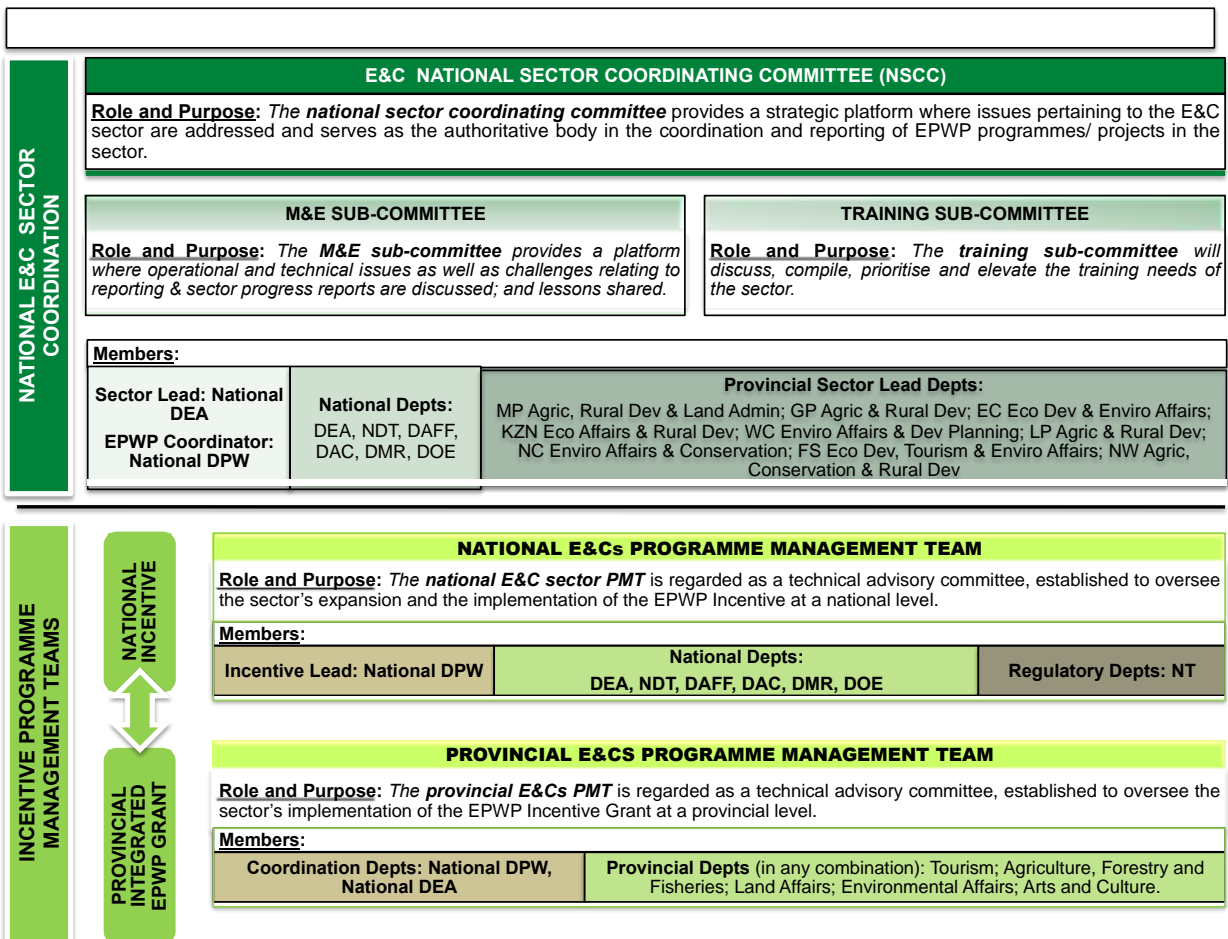 NATIONAL E&C SECTOR
COORDINATION
E&C NATIONAL SECTOR COORDINATING COMMITTEE (NSCC)
Role and Purpose: The national sector coordinating committee provides a strategic platform where issues pertaining to the E&C
sector are addressed and serves as the authoritative body in the coordination and reporting of EPWP programmes/ projects in the
sector.
M&E SUB-COMMITTEE
Role and Purpose: The M&E sub-committee provides a platform
where operational and technical issues as well as challenges relating to
reporting & sector progress reports are discussed; and lessons shared.
TRAINING SUB-COMMITTEE
Role and Purpose: The training sub-committee will
discuss, compile, prioritise and elevate the training needs of
the sector.
Members:
Sector Lead: National
DEA
EPWP Coordinator:
National DPW
National Depts:
DEA, NDT, DAFF,
DAC, DMR, DOE
Provincial Sector Lead Depts:
MP Agric, Rural Dev & Land Admin; GP Agric & Rural Dev; EC Eco Dev & Enviro Affairs;
KZN Eco Affairs & Rural Dev; WC Enviro Affairs & Dev Planning; LP Agric & Rural Dev;
NC Enviro Affairs & Conservation; FS Eco Dev, Tourism & Enviro Affairs; NW Agric,
Conservation & Rural Dev
INCENTIVE PROGRAMME
MANAGEMENT TEAMS
NATIONAL
INCENTIVE
NATIONAL E&Cs PROGRAMME MANAGEMENT TEAM
Role and Purpose: The national E&C sector PMT is regarded as a technical advisory committee, established to oversee
the sector's expansion and the implementation of the EPWP Incentive at a national level.
Members:
Incentive Lead: National DPW
National Depts:
DEA, NDT, DAFF, DAC, DMR, DOE
Regulatory Depts: NT
PROVINCIAL
INTEGRATED
EPWP GRANT
PROVINCIAL E&CS PROGRAMME MANAGEMENT TEAM
Role and Purpose: The provincial E&Cs PMT is regarded as a technical advisory committee, established to oversee the
sector's implementation of the EPWP Incentive Grant at a provincial level.
Members:
Coordination Depts: National DPW,
National DEA
Provincial Depts (in any combination): Tourism; Agriculture, Forestry and
Fisheries; Land Affairs; Environmental Affairs; Arts and Culture.